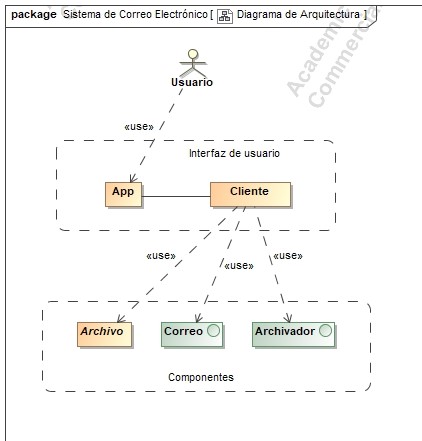 package Sistema de Correo Electrónico [ Diagrama de Arquitectura ]
Academic
Commercial
Usuario
«use»
Interfaz de usuario
App
Cliente
«use»
«use»
«use»
Archivo
Correo
Archivador
Componentes